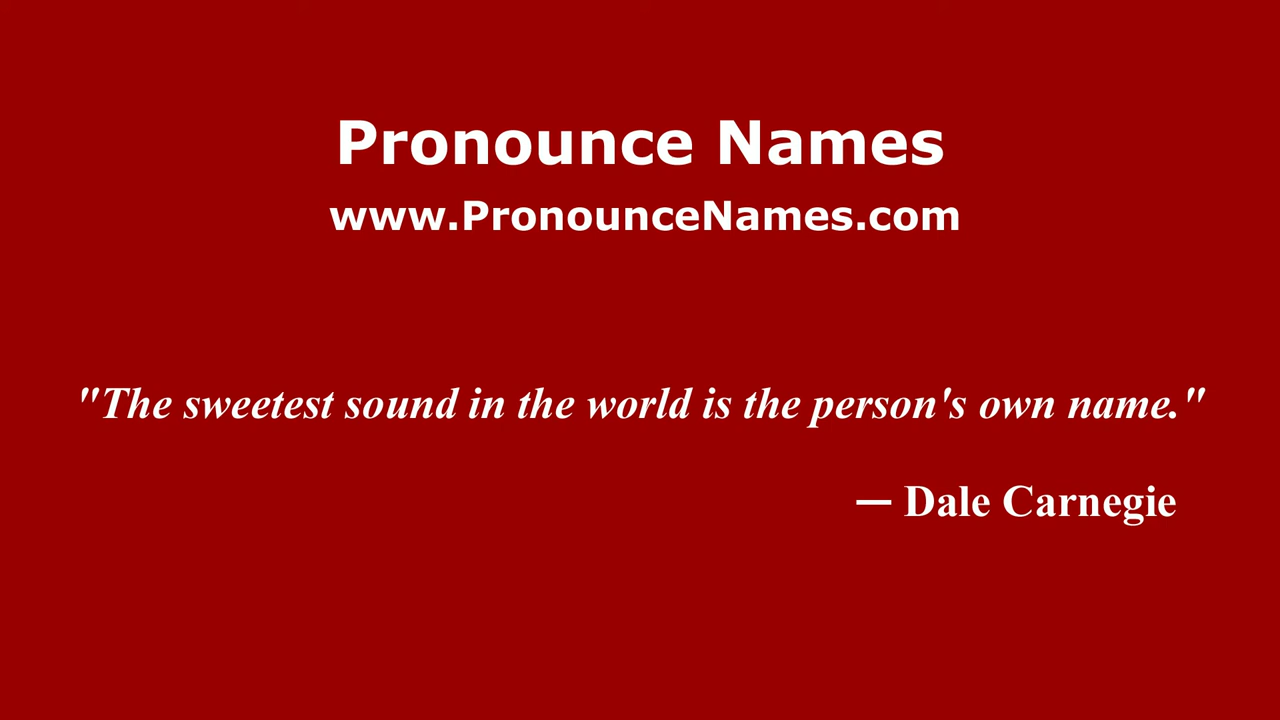 Pronounce Names
www.PronounceNames.com
"The sweetest sound in the world is the person's own name."
— Dale Carnegie